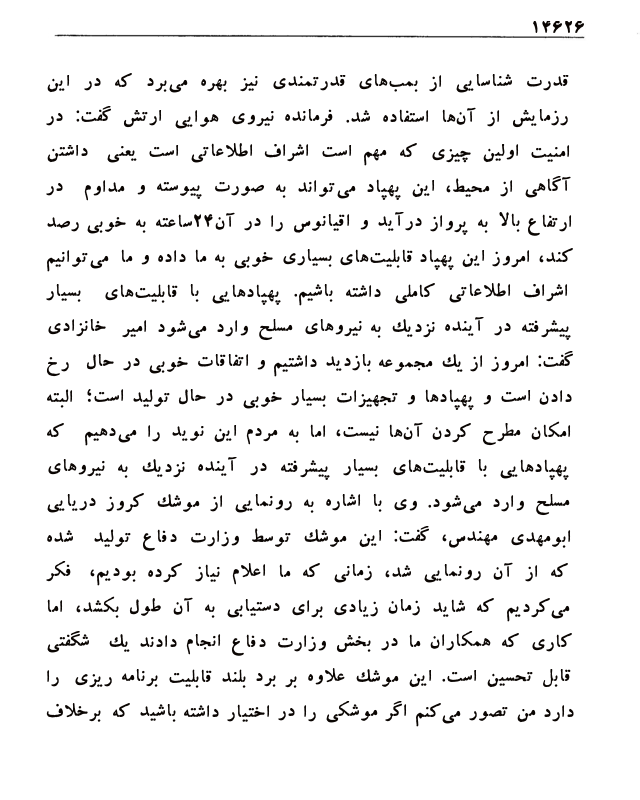 ۱۴۶۲۶
قدرت شناسایی از بمب‌های قدرتمندی نیز بهره می‌برد که در این
رزمایش از آن‌ها استفاده شد. فرمانده نیروی هوایی ارتش گفت: در
امنیت اولین چیزی که مهم است اشراف اطلاعاتی است یعنی داشتن
آگاهی از محیط، این پهپاد می‌تواند به صورت پیوسته و مداوم در
ارتفاع بالا به پرواز درآید و اقیانوس را در آن۲۴ساعته به خوبی رصد
کند، امروز این پهپاد قابلیت‌های بسیاری خوبی به ما داده و ما می‌توانیم
اشراف اطلاعاتی کاملی داشته باشیم. پهپادهایی با قابلیت‌های بسیار
پیشرفته در آینده نزدیك به نیروهای مسلح وارد می‌شود امیر خانزادی
گفت: امروز از یك مجموعه بازدید داشتیم و اتفاقات خوبی در حال رخ
دادن است و پهپادها و تجهیزات بسیار خوبی در حال تولید است؛ البته
امکان مطرح کردن آن‌ها نیست، اما به مردم این نوید را می‌دهیم که
پهپادهایی با قابلیت‌های بسیار پیشرفته در آینده نزدیك به نیروهای
مسلح وارد می‌شود. وی با اشاره به رونمایی از موشك کروز دریایی
ابومهدی مهندس، گفت: این موشك توسط وزارت دفاع تولید شده
که از آن رونمایی شد، زمانی که ما اعلام نیاز کرده بودیم، فکر
می‌کردیم که شاید زمان زیادی برای دستیابی به آن طول بکشد، اما
کاری که همکاران ما در بخش وزارت دفاع انجام دادند یك شگفتی
قابل تحسین است. این موشك علاوه بر برد بلند قابلیت برنامه ریزی را
دارد من تصور می‌کنم اگر موشکی را در اختیار داشته باشید که برخلاف